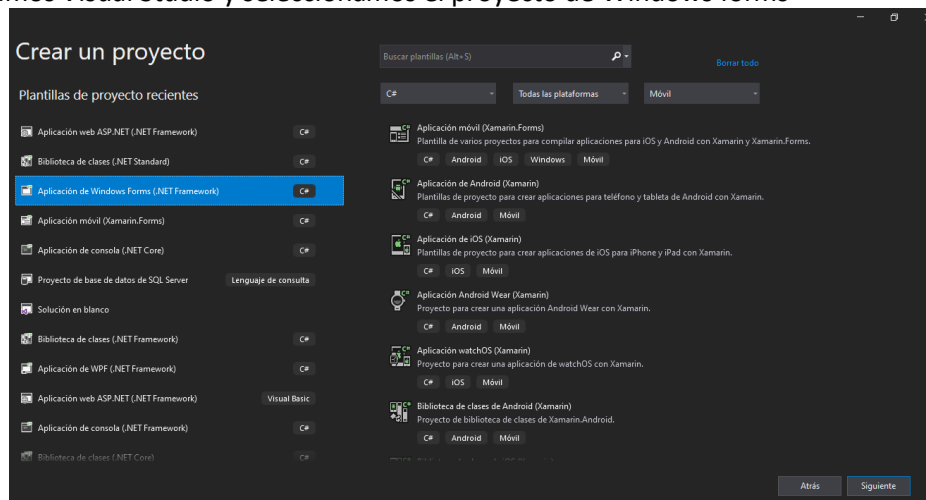 mos Visual Studio y seleccionamos el proyecto de Windows forms
Crear un proyecto
Plantillas de proyecto recientes
Aplicación web ASP.NET (.NET Framework) C#
Biblioteca de clases (.NET Standard) C#
Aplicación de Windows Forms (.NET Framework) C#
Aplicación móvil (Xamarin.Forms) C#
Aplicación de consola (.NET Core) C#
Proyecto de base de datos de SQL Server Lenguaje de consulta
Solución en blanco
Biblioteca de clases (.NET Framework) C#
Aplicación de WPF (.NET Framework) C#
Aplicación web ASP.NET (.NET Framework) Visual Basic
Aplicación de consola (.NET Framework) C#
Biblioteca de clases (.NET Core) C#
Buscar plantillas (Alt+S)
Borrar todo
C# Todas las plataformas Móvil
Aplicación móvil (Xamarin.Forms)
Plantilla de varios proyectos para compilar aplicaciones para iOS y Android con Xamarin y Xamarin.Forms.
C# Android iOS Windows Móvil
Aplicación de Android (Xamarin)
Plantillas de proyecto para crear aplicaciones para teléfono y tableta de Android con Xamarin.
C# Android Móvil
Aplicación de iOS (Xamarin)
Plantillas de proyecto para crear aplicaciones de iOS para iPhone y iPad con Xamarin.
C# iOS Móvil
Aplicación Android Wear (Xamarin)
Proyecto para crear una aplicación Android Wear con Xamarin.
C# Android Móvil
Aplicación watchOS (Xamarin)
Proyecto para crear una aplicación de watchOS con Xamarin.
C# iOS Móvil
Biblioteca de clases de Android (Xamarin)
Proyecto de biblioteca de clases de Xamarin.Android.
C# Android Móvil
Atrás Siguiente